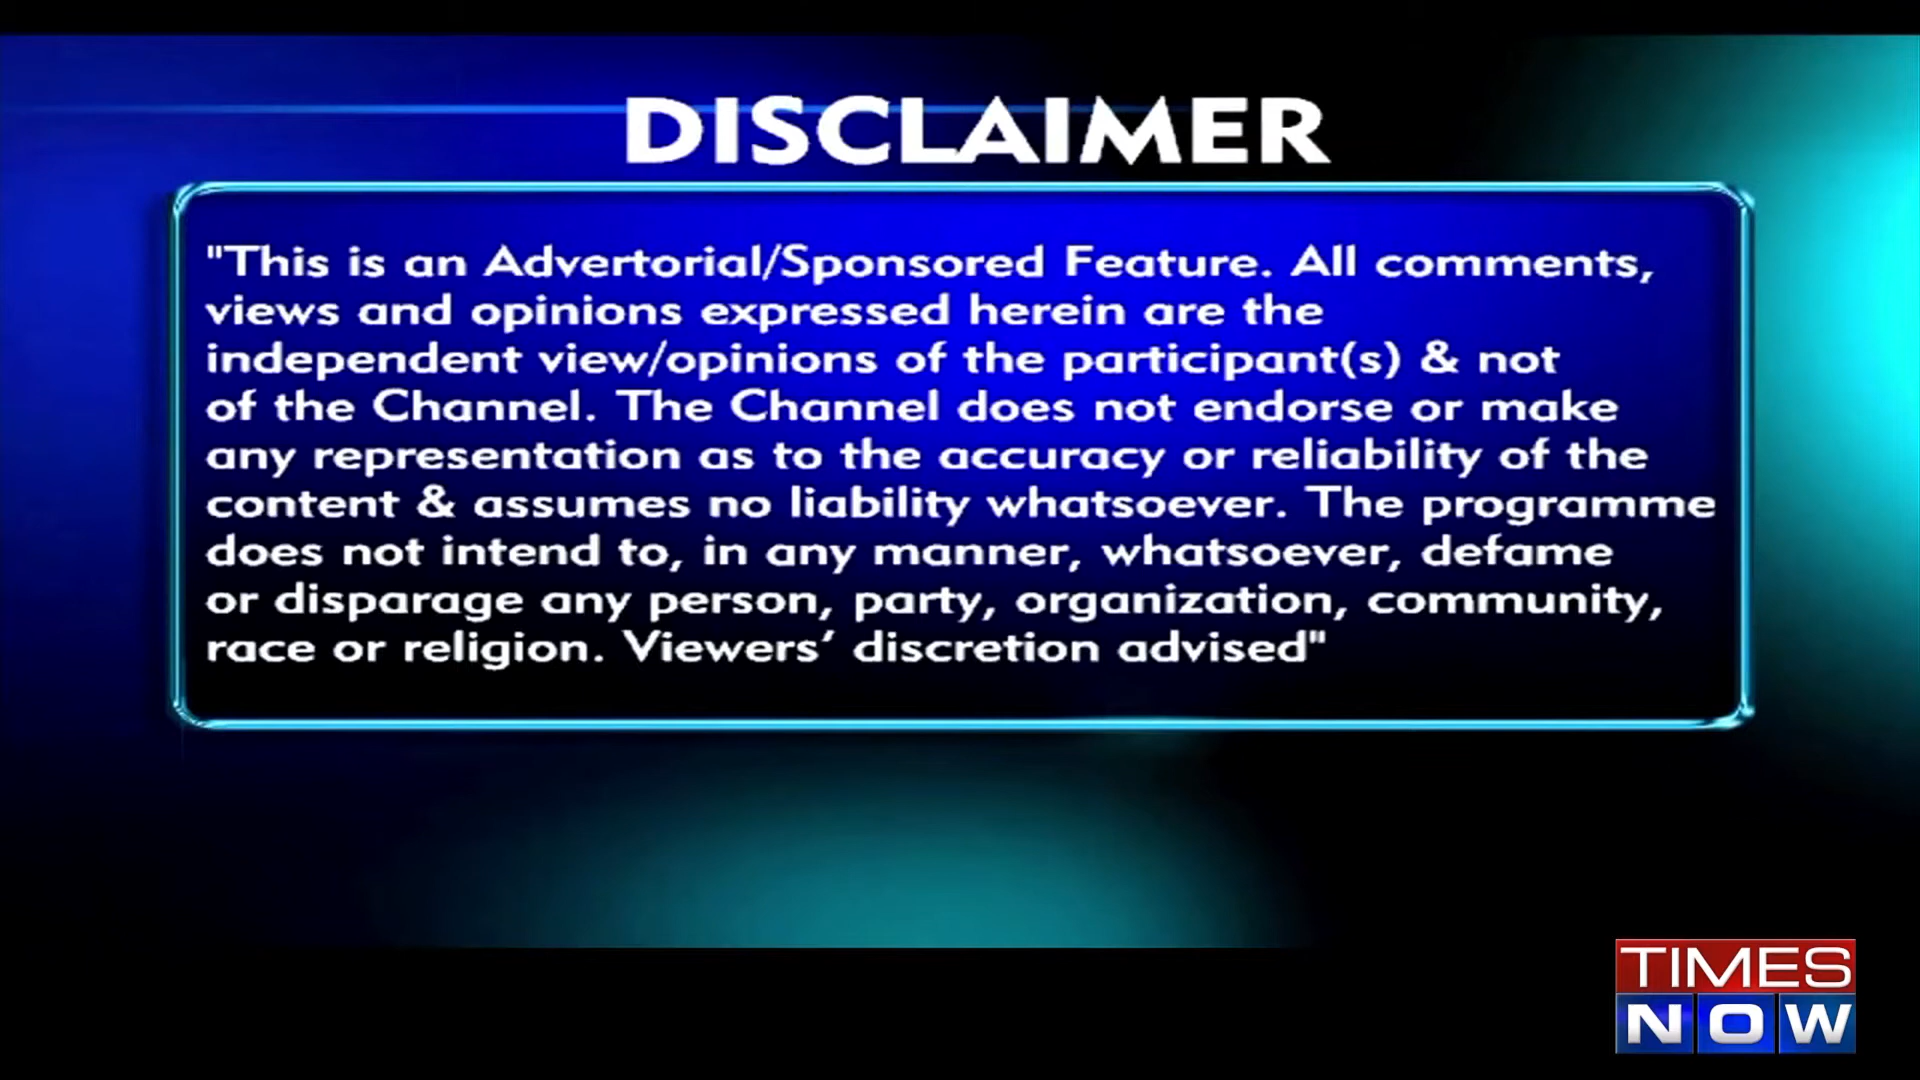 DISCLAIMER
"This is an Advertorial/Sponsored Feature. All comments,
views and opinions expressed herein are the
independent view/opinions of the participant(s) & not
of the Channel. The Channel does not endorse or make
any representation as to the accuracy or reliability of the
content & assumes no liability whatsoever. The programme
does not intend to, in any manner, whatsoever, defame
or disparage any person, party, organization, community,
race or religion. Viewers’ discretion advised"
TIMES
NOW